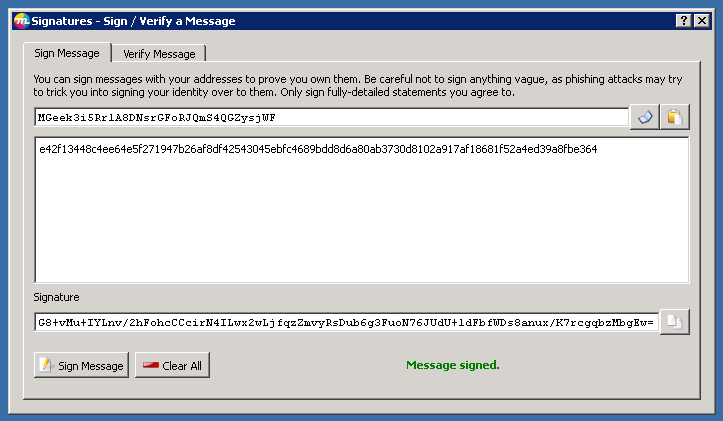 Signatures - Sign / Verify a Message
Sign Message
Verify Message
You can sign messages with your addresses to prove you own them. Be careful not to sign anything vague, as phishing attacks may try
to trick you into signing your identity over to them. Only sign fully-detailed statements you agree to.
MGeek3i5Rr1A8DNsrGFoRJQmS4QGZysjWF
e42f13448c4ee64e5f271947b26af8df42543045ebfc4689bdd8d6a80ab3730d8102a917af18681f52a4ed39a8fbe364
Signature
G8+vMu+IYLnv/2hFohcCCcirN4ILwx2wLjfqzZmvyRsDub6g3FuoN76JUdU+1dFbfWDs8anux/K7rcgqbzMbgEw=
Sign Message
Clear All
Message signed.